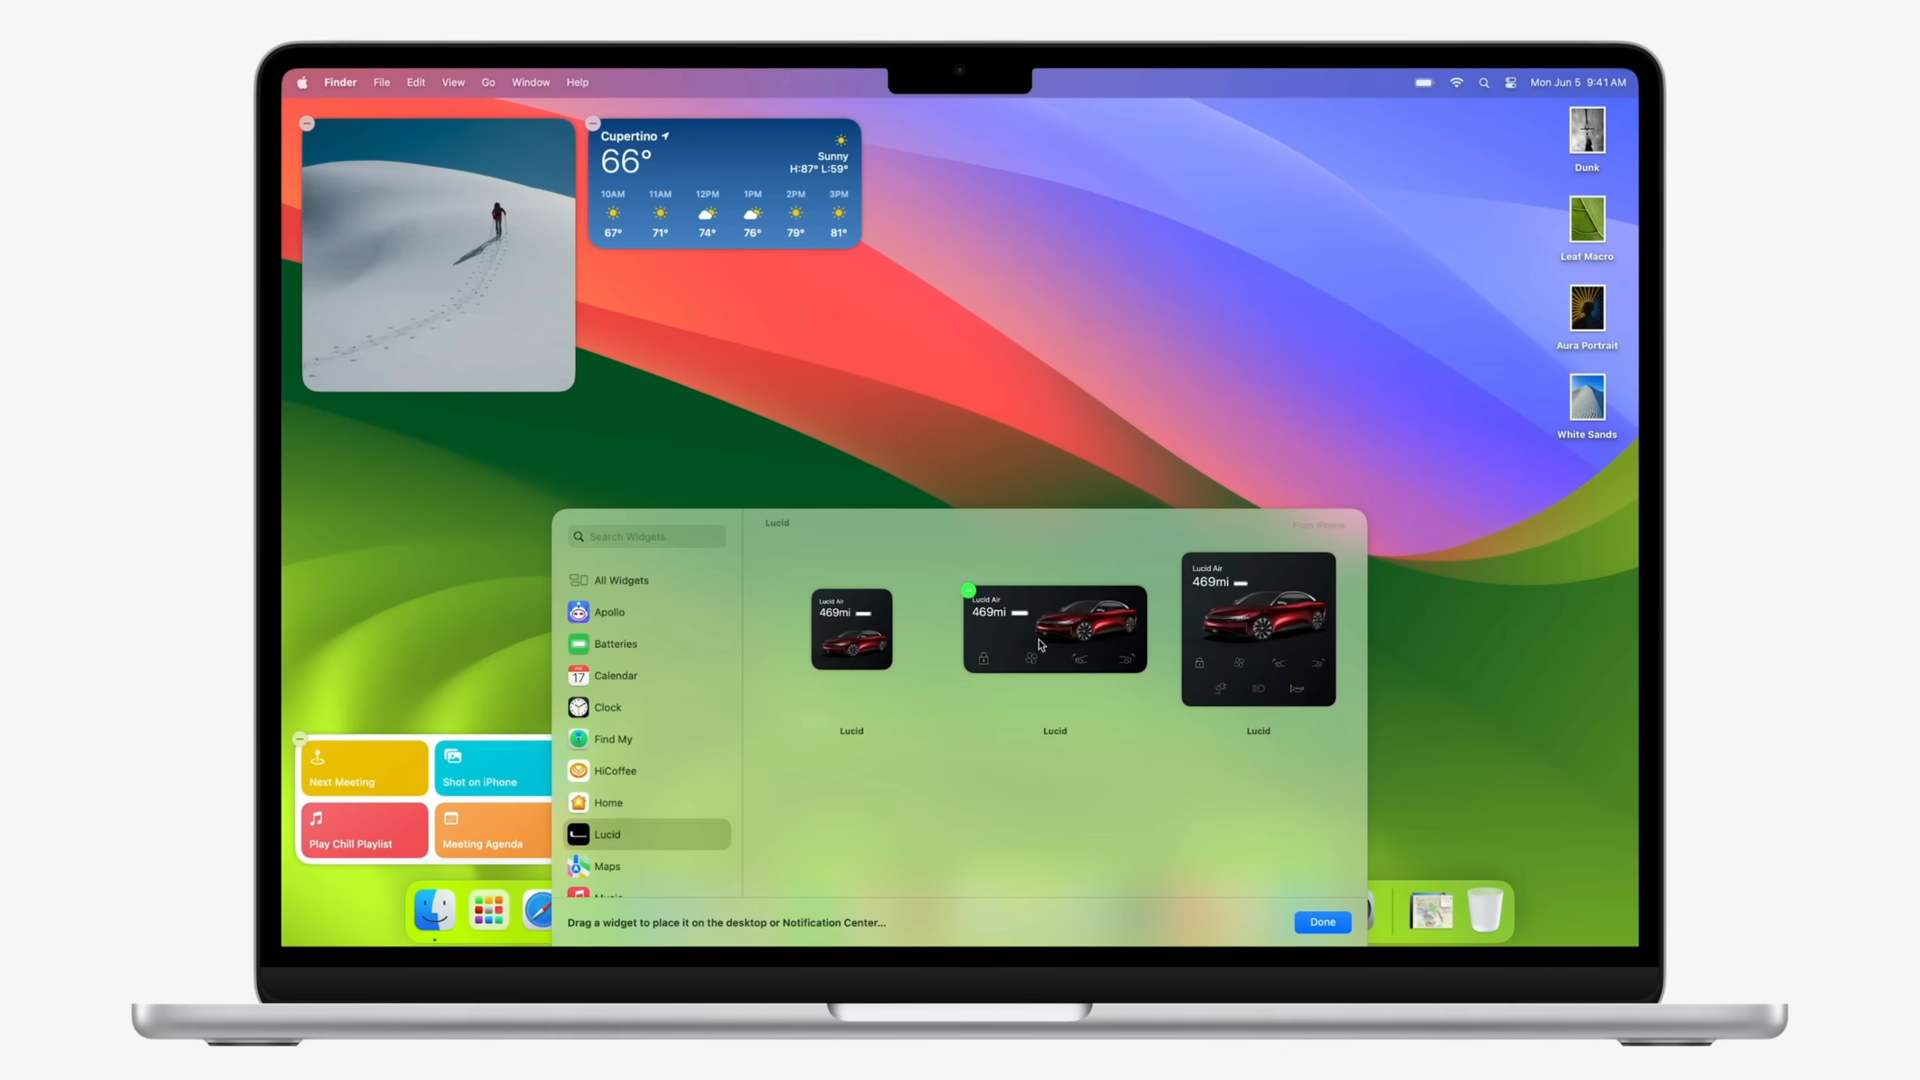 Finder File Edit View Go Window Help
Mon Jun 5 9:41 AM
Cupertino
66°
Sunny
H:87° L:59°
10AM 11AM 12PM 1PM 2PM 3PM
67° 71° 74° 76° 79° 81°
Dunk
Leaf Macro
Aura Portrait
White Sands
Next Meeting
Shot on iPhone
Play Chill Playlist
Meeting Agenda
Search Widgets
All Widgets
Apollo
Batteries
Calendar
17
Clock
Find My
HiCoffee
Home
Lucid
Maps
Lucid
From iPhone
Lucid Air
469mi
Lucid
Lucid Air
469mi
Lucid
Lucid Air
469mi
Lucid
Drag a widget to place it on the desktop or Notification Center...
Done